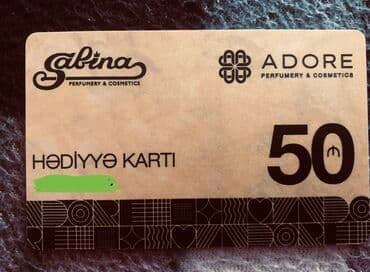 Sabina
PERFUMERY & COSMETICS
ADORE
PERFUMERY & COSMETICS
HƏDİYYƏ KARTI
50 ₼